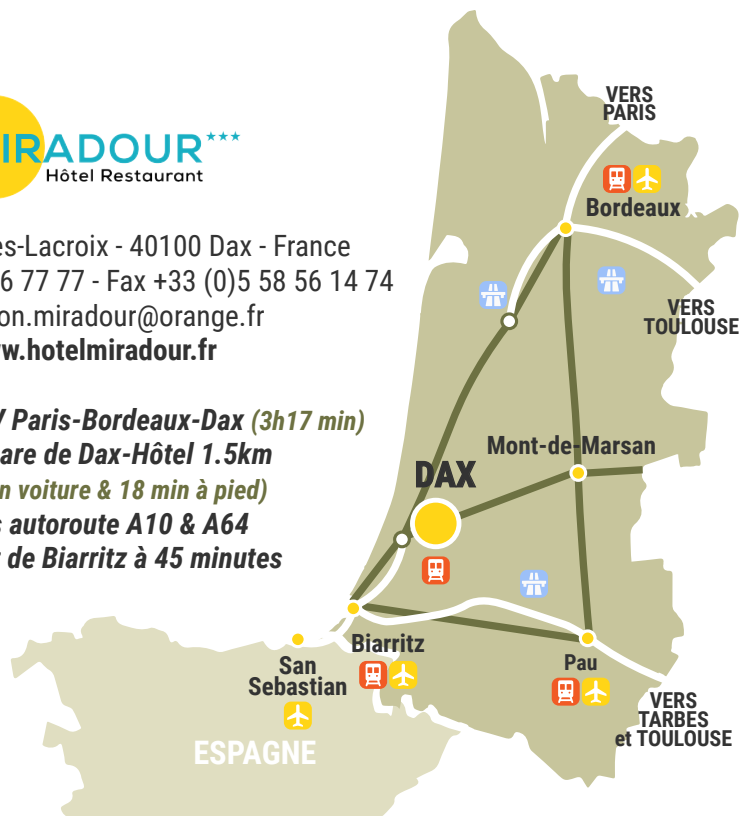 IRADOUR***
Hôtel Restaurant
es-Lacroix - 40100 Dax - France
6 77 77 - Fax +33 (0)5 58 56 14 74
on.miradour@orange.fr
w.hotelmiradour.fr
Paris-Bordeaux-Dax (3h17 min)
are de Dax-Hôtel 1.5km
n voiture & 18 min à pied)
s autoroute A10 & A64
t de Biarritz à 45 minutes
VERS
PARIS
Bordeaux
VERS
TOULOUSE
Mont-de-Marsan
DAX
Biarritz
San
Sebastian
Pau
VERS
TARBES
et TOULOUSE
ESPAGNE